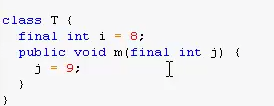 class T {
  final int i = 8;
  public void m(final int j) {
    j = 9;
  }
}